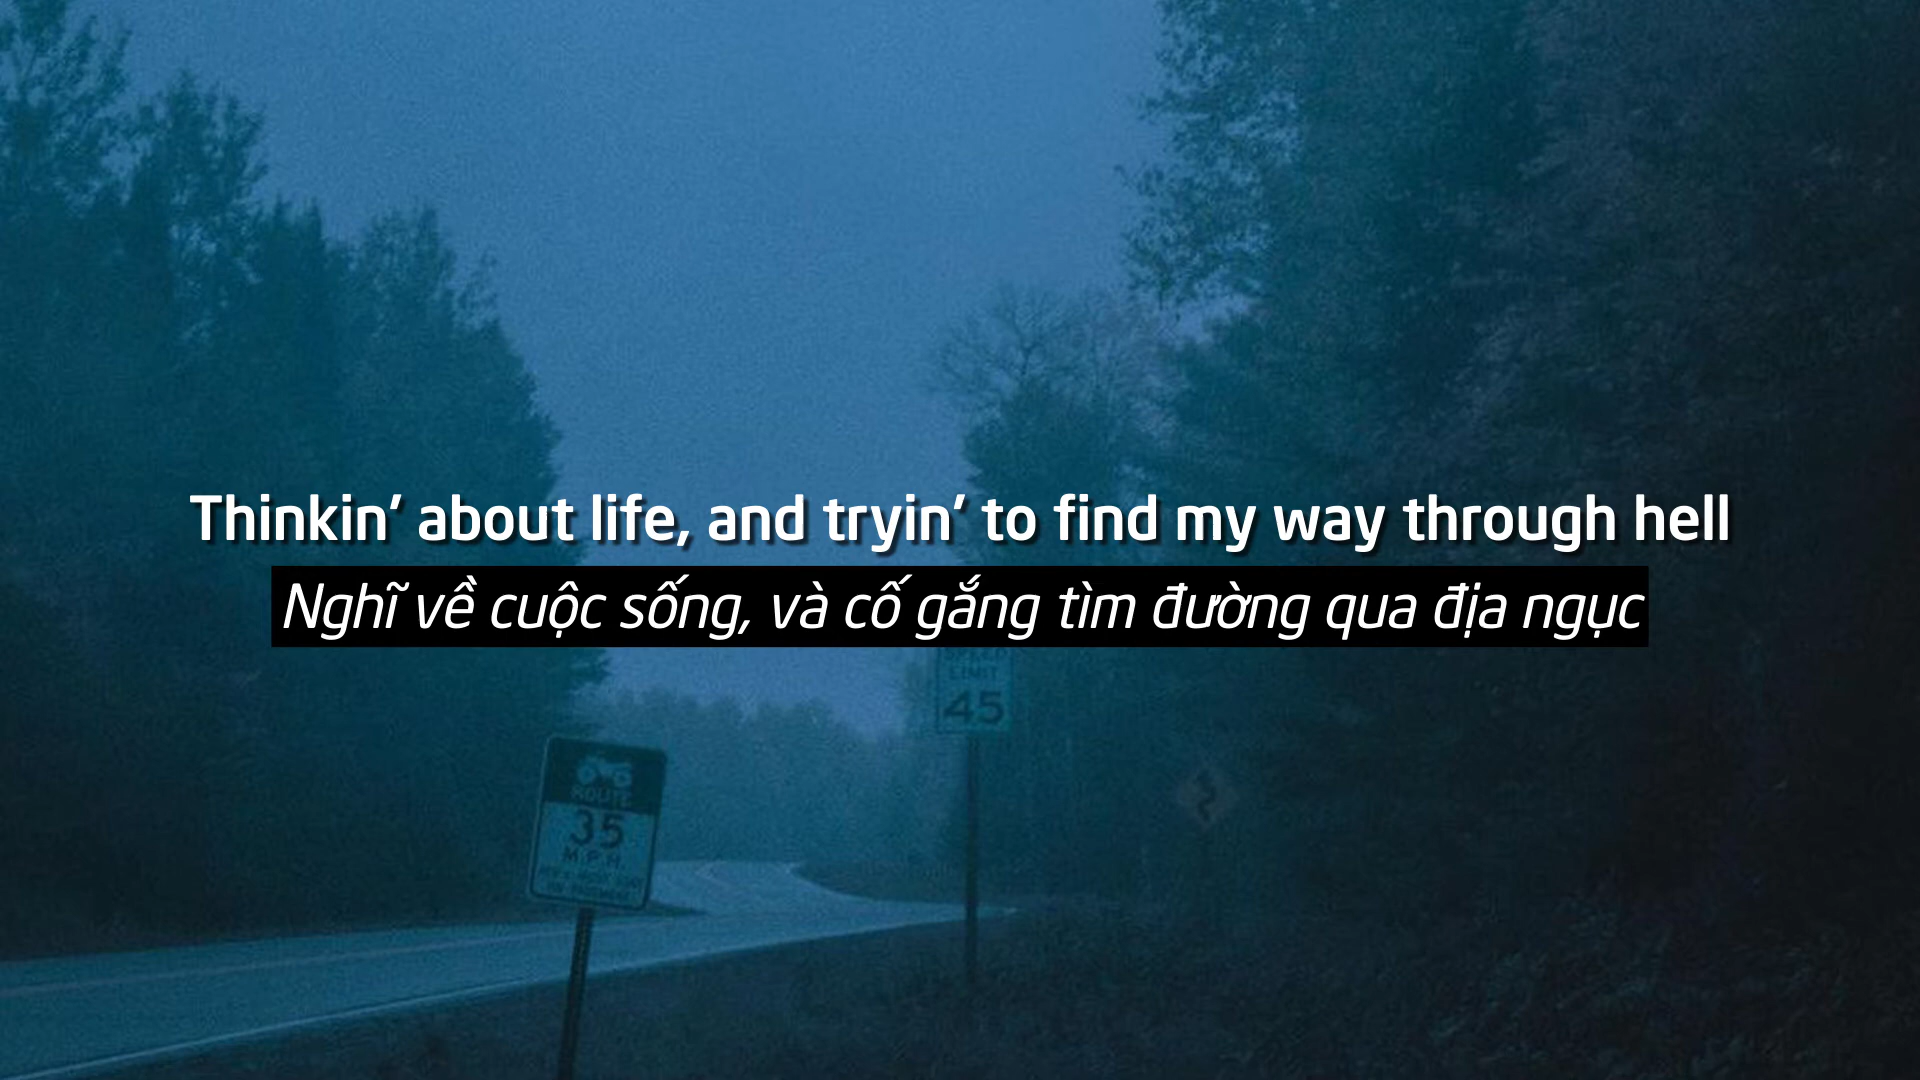 Thinkin’ about life, and tryin’ to find my way through hell
Nghĩ về cuộc sống, và cố gắng tìm đường qua địa ngục
LIMIT
45
ROUTE
35
M.P.H.